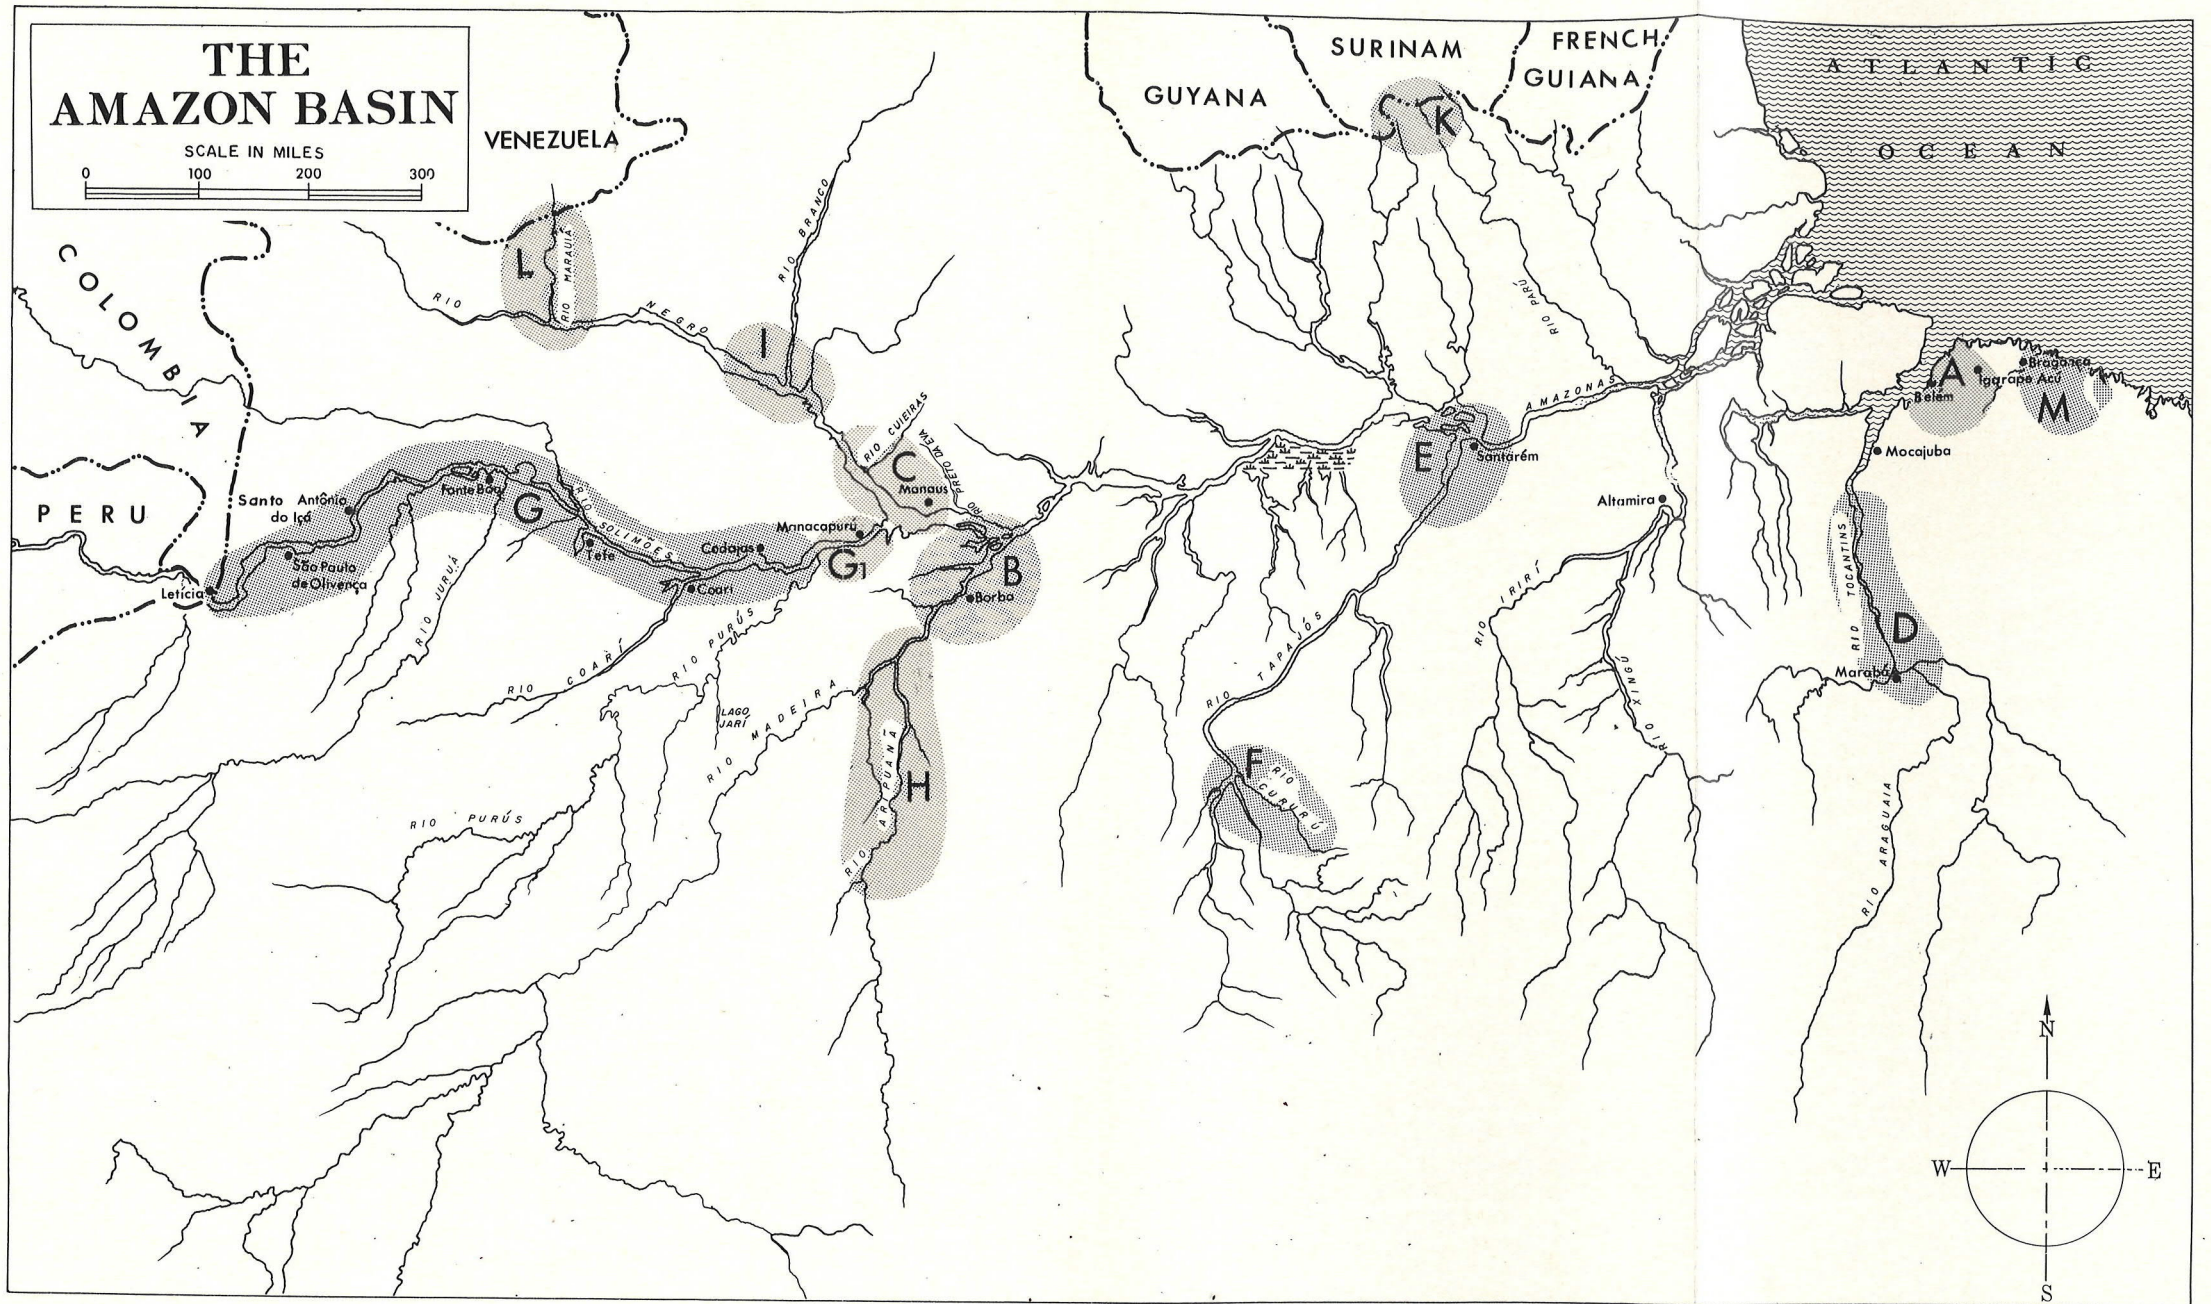 THE
AMAZON BASIN
SCALE IN MILES
0 100 200 300
VENEZUELA
COLOMBIA
PERU
GUYANA
SURINAM
FRENCH
GUIANA
ATLANTIC
OCEAN
K
L
RIO MARAUIÁ
RIO NEGRO
I
RIO BRANCO
RIO CUIEIRAS
C
Manaus
RIO PRETO DA EVA
RIO PARÚ
AMAZONAS
E
Santarém
A
Belém
Igarapé Acú
Bragança
M
Mocajuba
Altamira
Santo Antônio
do Içá
Fonte Boa
G
RIO SOLIMÕES
Tefé
Codajas
Manacapurú
G1
Coarí
São Paulo
de Olivença
Letícia
RIO JURUÁ
RIO COARÍ
RIO PURÚS
LAGO
JARÍ
RIO MADEIRA
B
Borba
H
RIO ARIPUANÃ
RIO PURÚS
RIO TAPAJÓS
F
RIO
CURURÚ
RIO IRIRÍ
RIO XINGÚ
RIO TOCANTINS
D
Marabá
RIO ARAGUAIA
N
W E
S